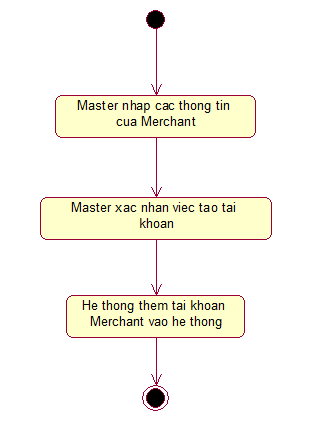 Master nhap cac thong tin
cua Merchant
Master xac nhan viec tao tai
khoan
He thong them tai khoan
Merchant vao he thong